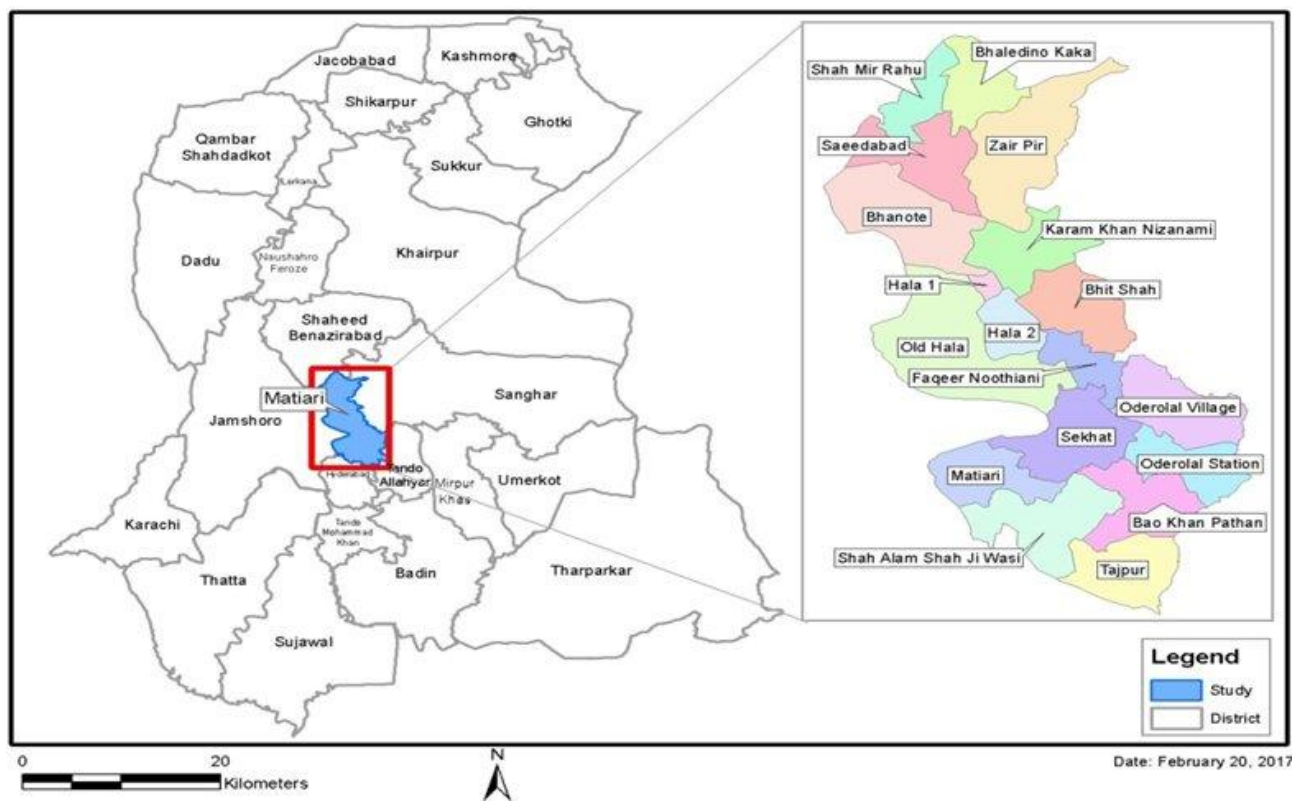 Jacobabad
Kashmore
Shikarpur
Ghotki
Qambar
Shahdadkot
Larkana
Sukkur
Dadu
Naushahro
Feroze
Khairpur
Shaheed
Benazirabad
Matiari
Sanghar
Jamshoro
Hyderabad
Tando
Allahyar
Mirpur
Khas
Umerkot
Karachi
Tando
Mohammad
Khan
Thatta
Badin
Tharparkar
Sujawal
Bhaledino Kaka
Shah Mir Rahu
Saeedabad
Zair Pir
Bhanote
Karam Khan Nizanami
Hala 1
Bhit Shah
Hala 2
Old Hala
Faqeer Noothiani
Oderolal Village
Sekhat
Oderolal Station
Matiari
Bao Khan Pathan
Shah Alam Shah Ji Wasi
Tajpur
Legend
Study
District
0 20
Kilometers
N
Date: February 20, 2017